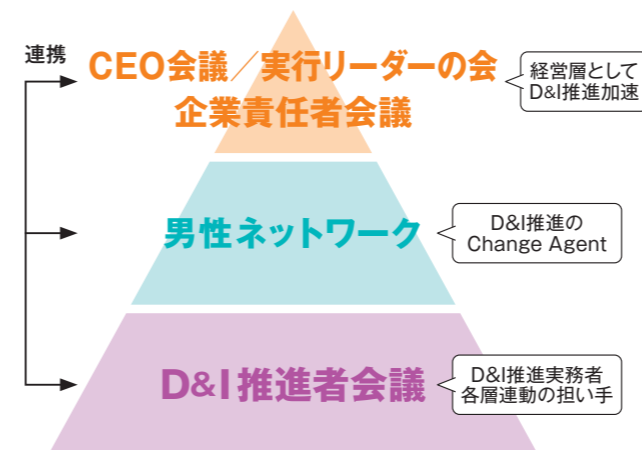 連携
CEO会議／実行リーダーの会
企業責任者会議
経営層として
D&I推進加速
男性ネットワーク
D&I推進の
Change Agent
D&I推進者会議
D&I推進実務者
各層連動の担い手